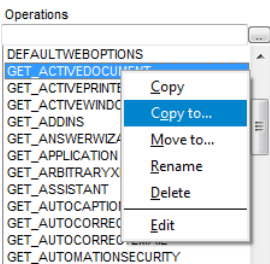 Operations
..
DEFAULTWEBOPTIONS
GET_ACTIVEDOCUMENT
GET_ACTIVEPRINTE
Copy
GET_ACTIVEWINDO
GET_ADDINS
Copy to...
GET_ANSWERWIZA
Move to...
GET_APPLICATION
Rename
GET_ARBITRARYX
GET_ASSISTANT
Delete
GET_AUTOCAPTIO
GET_AUTOCORREC
Edit
GET_AUTOCORRECTEMAIL
GET_AUTOMATIONSECURITY